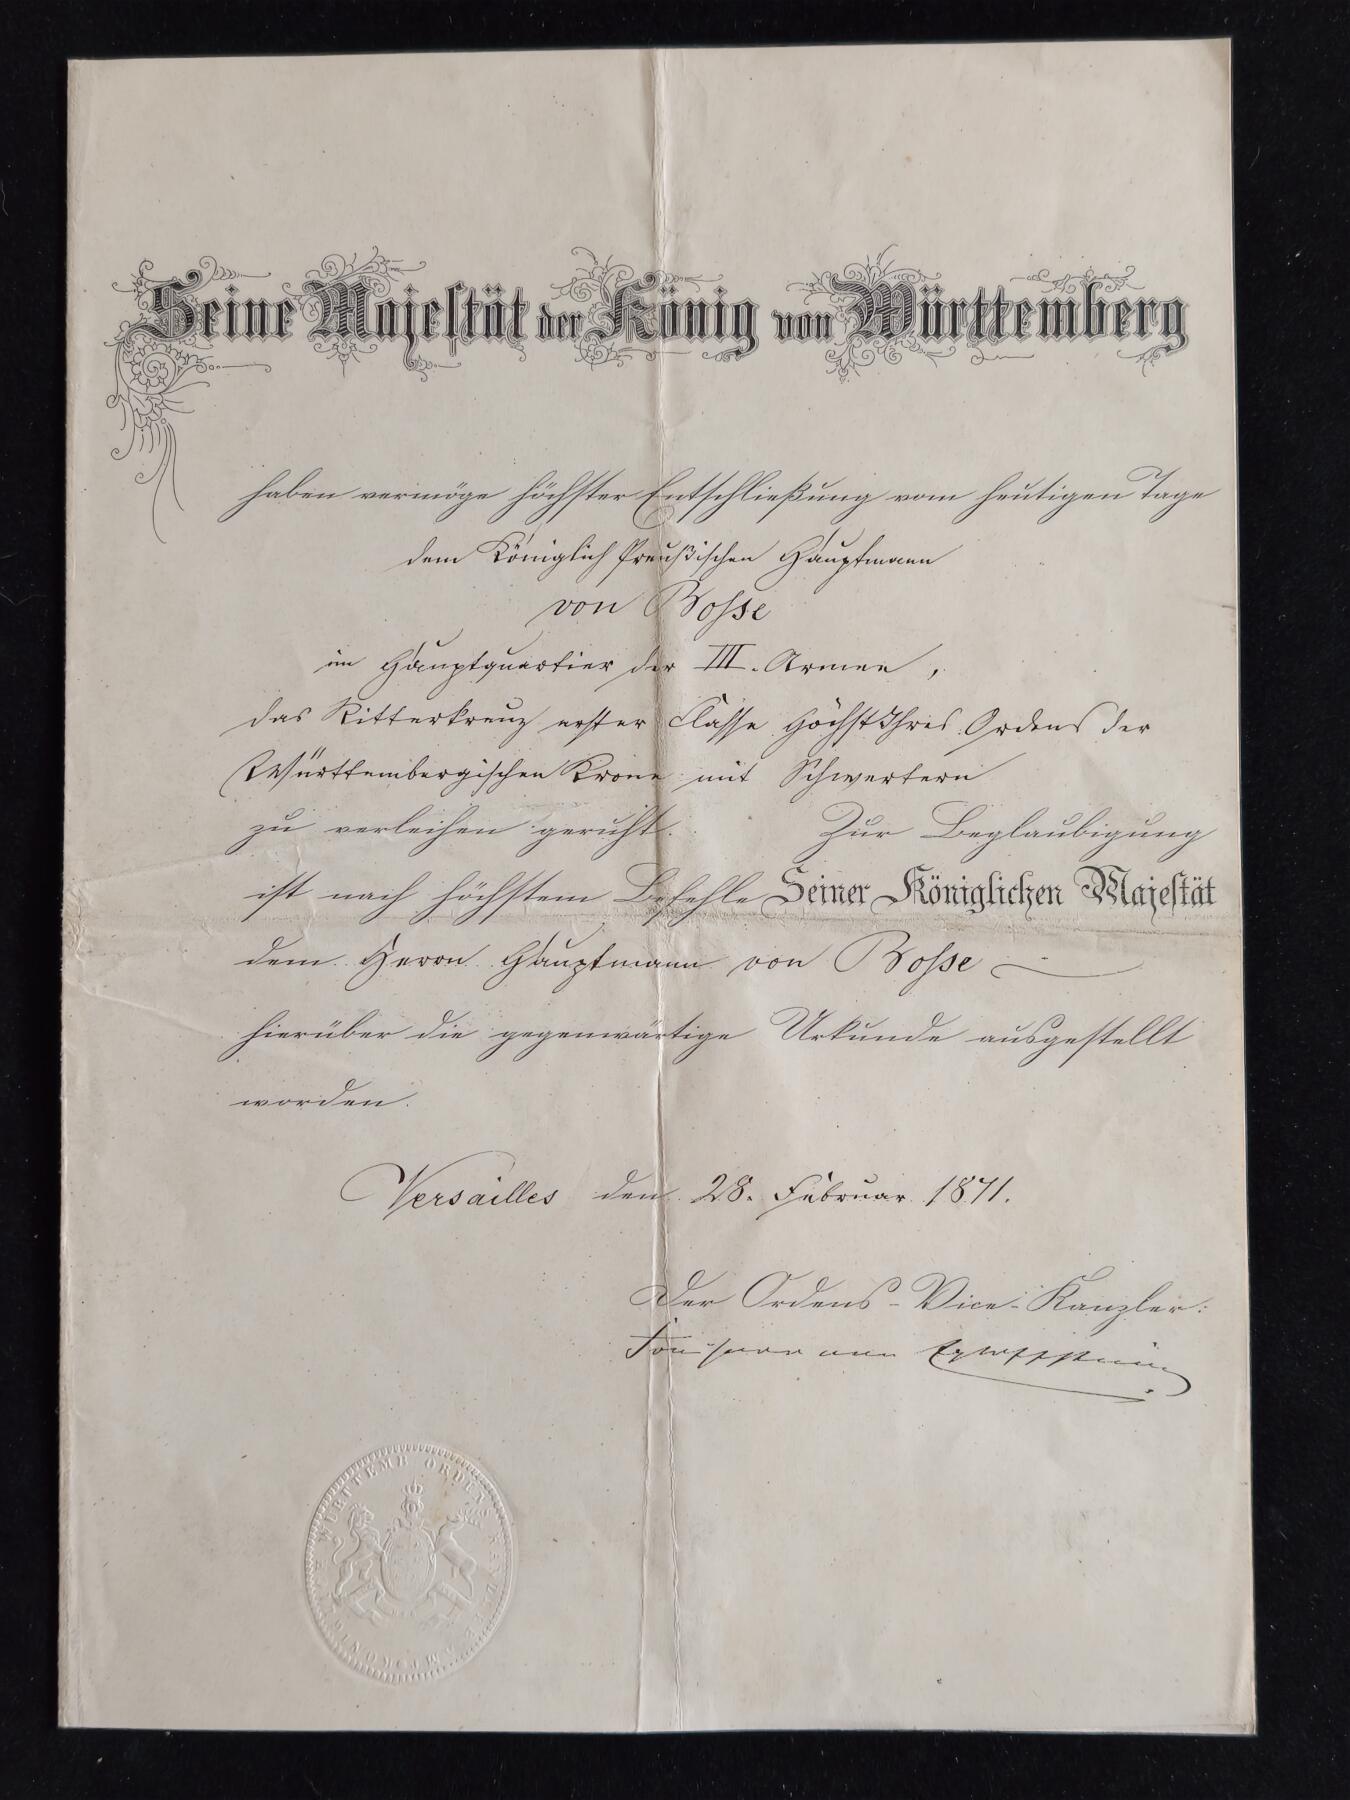 Seine Majestät der König von Württemberg
haben vermöge höchster Entschließung vom heutigen Tage
dem Königlich Preußischen Hauptmann
von Bosse
im Hauptquartier der III. Armee,
das Ritterkreuz erster Classe HöchstIhres Ordens der
Württembergischen Krone mit Schwertern
zu verleihen geruht. Zur Beglaubigung
ist nach höchstem Befehle Seiner Königlichen Majestät
dem Herrn Hauptmann von Bosse
hierüber die gegenwärtige Urkunde ausgestellt
worden.
Versailles den 28. Februar 1871.
Der Ordens-Vice-Kanzler:
WÜRTTEMB ORDENS